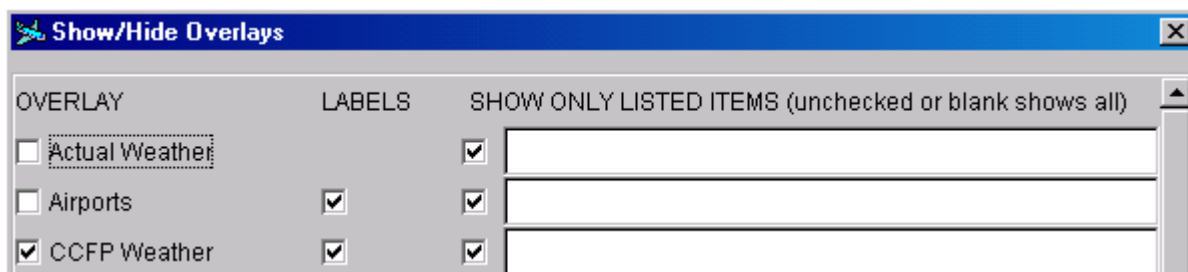 Show/Hide Overlays
OVERLAY LABELS SHOW ONLY LISTED ITEMS (unchecked or blank shows all)
Actual Weather
Airports
CCFP Weather